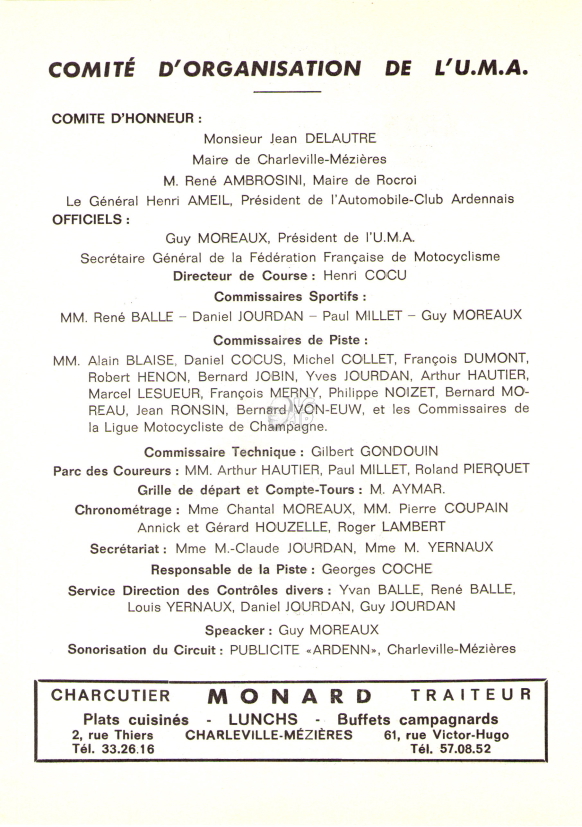 COMITÉ D'ORGANISATION DE L'U.M.A.
COMITE D'HONNEUR :
Monsieur Jean DELAUTRE
Maire de Charleville-Mézières
M. René AMBROSINI, Maire de Rocroi
Le Général Henri AMEIL, Président de l'Automobile-Club Ardennais
OFFICIELS :
Guy MOREAUX, Président de l'U.M.A.
Secrétaire Général de la Fédération Française de Motocyclisme
Directeur de Course : Henri COCU
Commissaires Sportifs :
MM. René BALLE – Daniel JOURDAN – Paul MILLET – Guy MOREAUX
Commissaires de Piste :
MM. Alain BLAISE, Daniel COCUS, Michel COLLET, François DUMONT,
Robert HENON, Bernard JOBIN, Yves JOURDAN, Arthur HAUTIER,
Marcel LESUEUR, François MERNY, Philippe NOIZET, Bernard MO-
REAU, Jean RONSIN, Bernard VON-EUW, et les Commissaires de
la Ligue Motocycliste de Champagne.
Commissaire Technique : Gilbert GONDOUIN
Parc des Coureurs : MM. Arthur HAUTIER, Paul MILLET, Roland PIERQUET
Grille de départ et Compte-Tours : M. AYMAR.
Chronométrage : Mme Chantal MOREAUX, MM. Pierre COUPAIN
Annick et Gérard HOUZELLE, Roger LAMBERT
Secrétariat : Mme M.-Claude JOURDAN, Mme M. YERNAUX
Responsable de la Piste : Georges COCHE
Service Direction des Contrôles divers : Yvan BALLE, René BALLE,
Louis YERNAUX, Daniel JOURDAN, Guy JOURDAN
Speacker : Guy MOREAUX
Sonorisation du Circuit : PUBLICITE «ARDENN», Charleville-Mézières
CHARCUTIER MONARD TRAITEUR
Plats cuisinés - LUNCHS - Buffets campagnards
2, rue Thiers CHARLEVILLE-MÉZIÈRES 61, rue Victor-Hugo
Tél. 33.26.16 Tél. 57.08.52